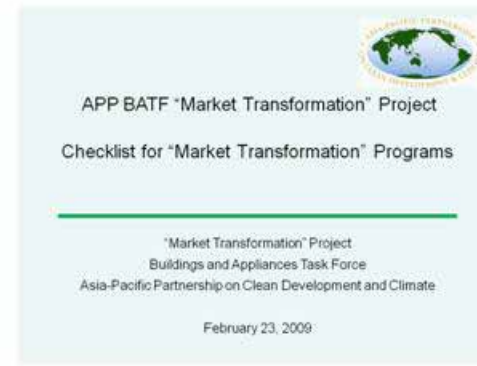 APP BATF "Market Transformation" Project
Checklist for "Market Transformation" Programs
"Market Transformation" Project
Buildings and Appliances Task Force
Asia-Pacific Partnership on Clean Development and Climate
February 23, 2009